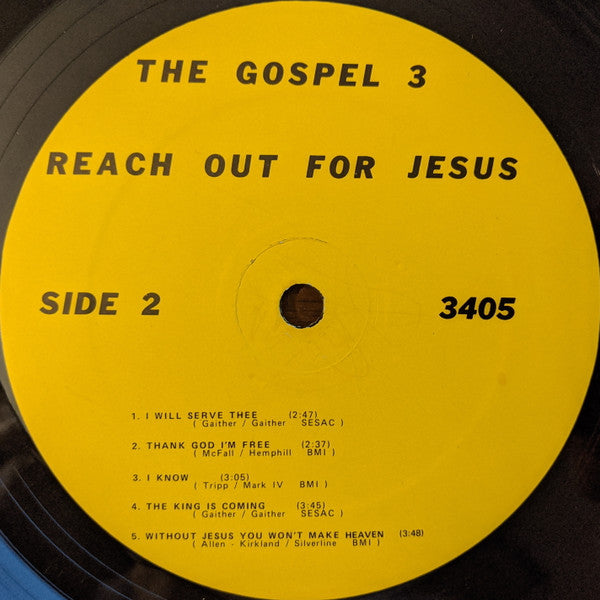 THE GOSPEL 3
REACH OUT FOR JESUS
SIDE 2 3405
1. I WILL SERVE THEE (2:47)
( Gaither / Gaither SESAC )
2. THANK GOD I'M FREE (2:37)
( McFall / Hemphill BMI )
3. I KNOW (3:05)
( Tripp / Mark IV BMI )
4. THE KING IS COMING (3:45)
( Gaither / Gaither SESAC )
5. WITHOUT JESUS YOU WON'T MAKE HEAVEN (3:48)
( Allen - Kirkland / Silverline BMI )